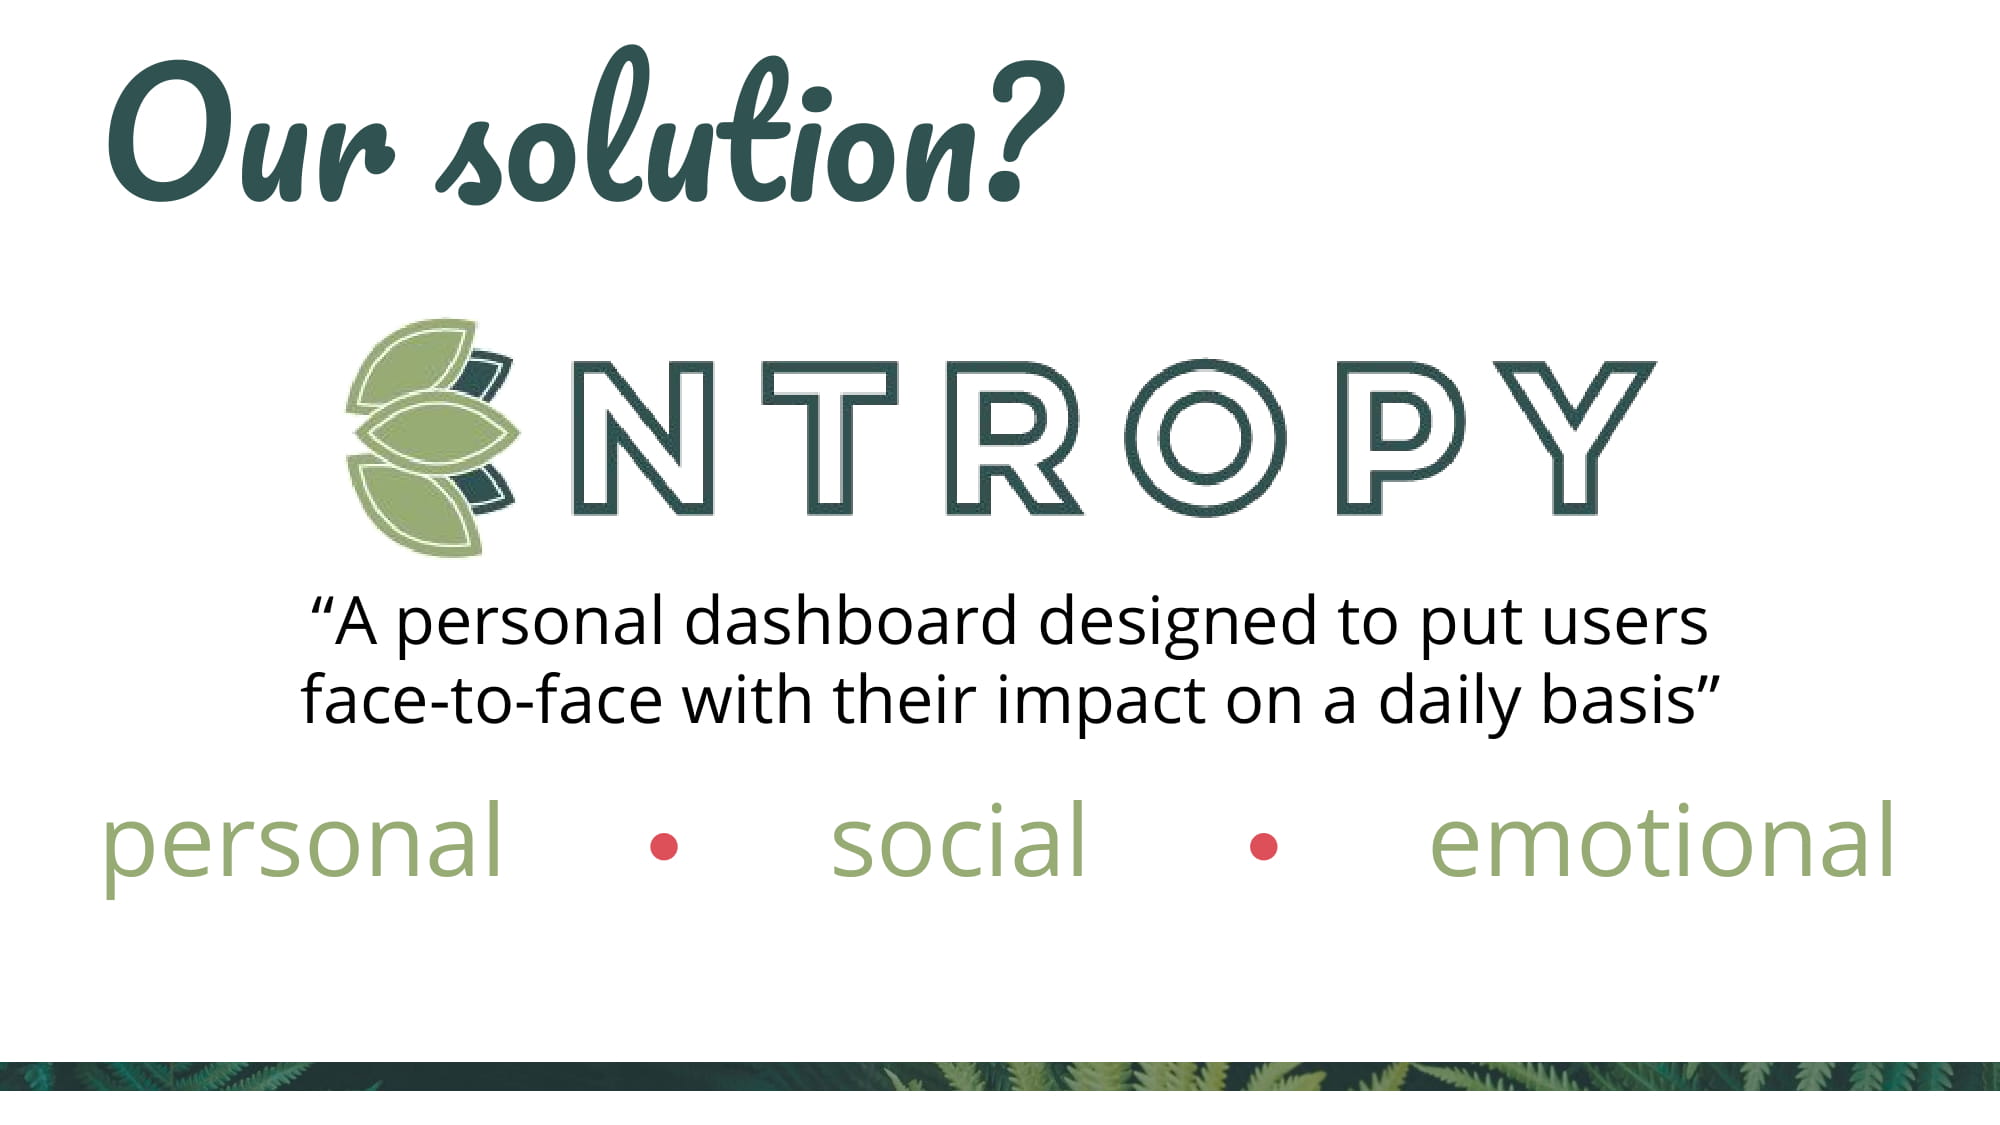 Our solution?
ENTROPY
“A personal dashboard designed to put users
face-to-face with their impact on a daily basis”
personal • social • emotional